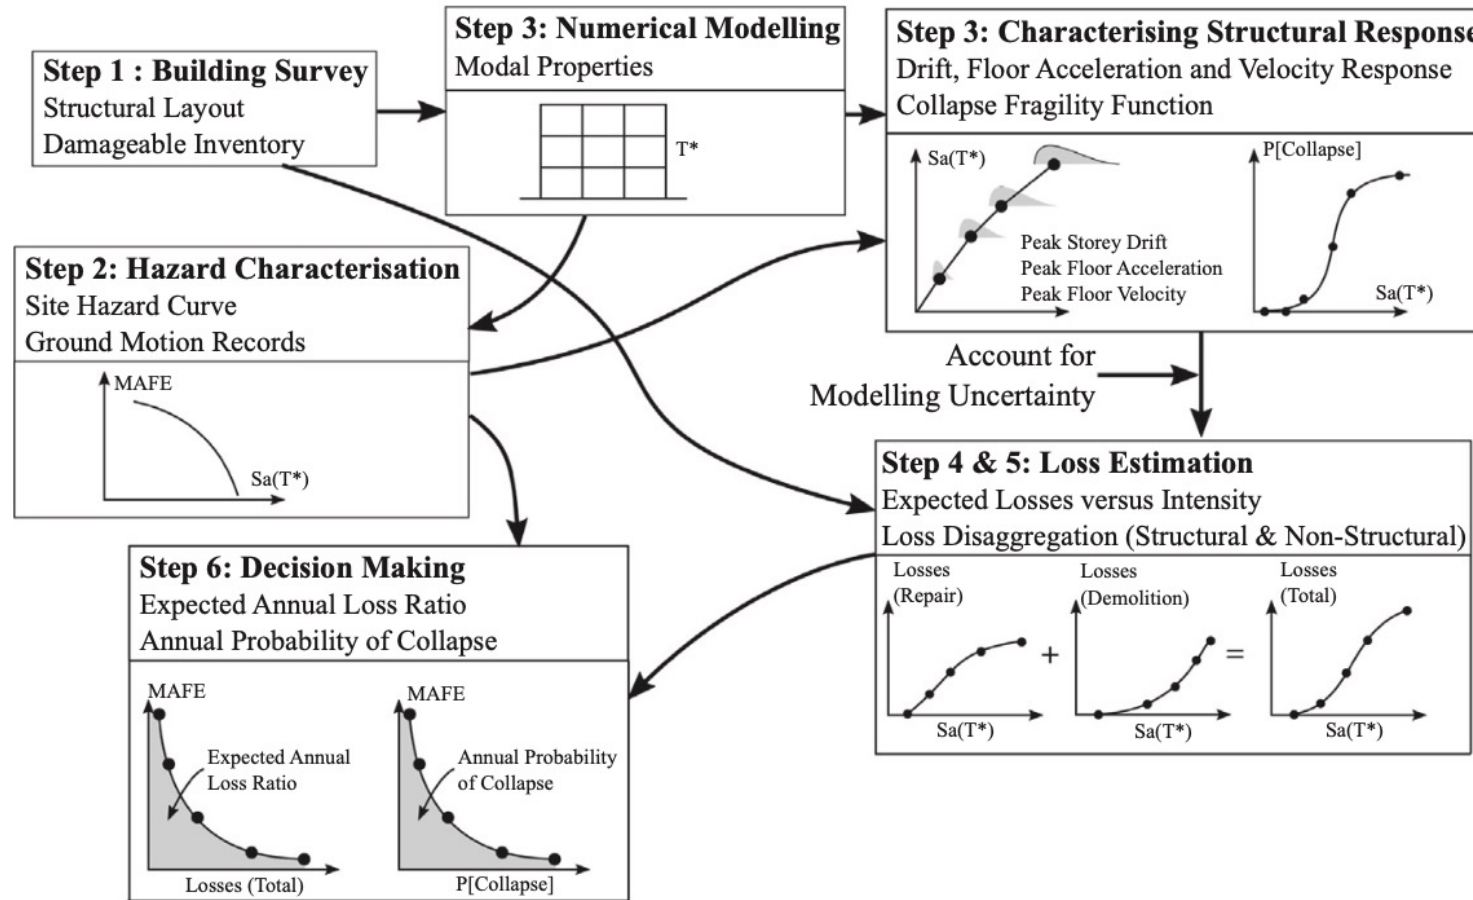 Step 1 : Building Survey
Structural Layout
Damageable Inventory
Step 3: Numerical Modelling
Modal Properties
T*
Step 3: Characterising Structural Response
Drift, Floor Acceleration and Velocity Response
Collapse Fragility Function
Sa(T*)
Peak Storey Drift
Peak Floor Acceleration
Peak Floor Velocity
P[Collapse]
Sa(T*)
Step 2: Hazard Characterisation
Site Hazard Curve
Ground Motion Records
MAFE
Sa(T*)
Account for
Modelling Uncertainty
Step 4 & 5: Loss Estimation
Expected Losses versus Intensity
Loss Disaggregation (Structural & Non-Structural)
Losses
(Repair)
Sa(T*)
+
Losses
(Demolition)
Sa(T*)
=
Losses
(Total)
Sa(T*)
Step 6: Decision Making
Expected Annual Loss Ratio
Annual Probability of Collapse
MAFE
Expected Annual
Loss Ratio
Losses (Total)
MAFE
Annual Probability
of Collapse
P[Collapse]